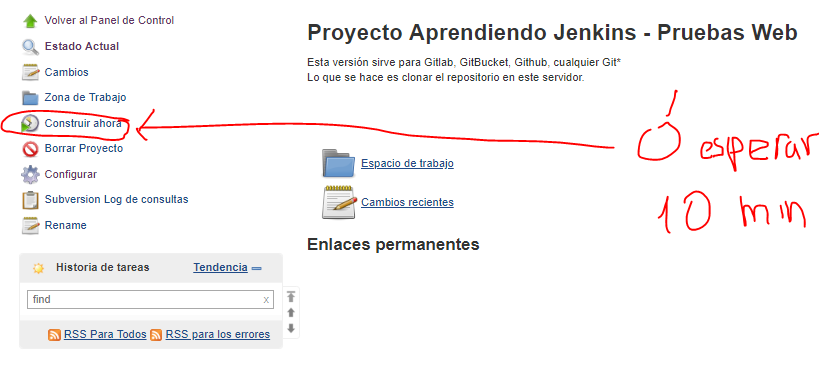 Volver al Panel de Control
Estado Actual
Cambios
Zona de Trabajo
Construir ahora
Borrar Proyecto
Configurar
Subversion Log de consultas
Rename
Historia de tareas Tendencia
find x
RSS Para Todos RSS para los errores
Proyecto Aprendiendo Jenkins - Pruebas Web
Esta versión sirve para Gitlab, GitBucket, Github, cualquier Git*
Lo que se hace es clonar el repositorio en este servidor.
Espacio de trabajo
Cambios recientes
Enlaces permanentes
Ó esperar
10 min